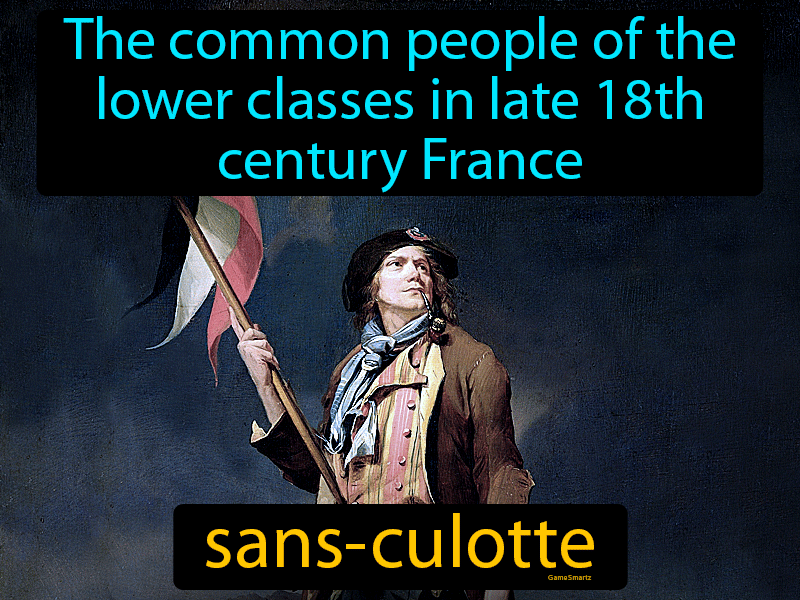 The common people of the
lower classes in late 18th
century France
sans-culotte
GameSmartz